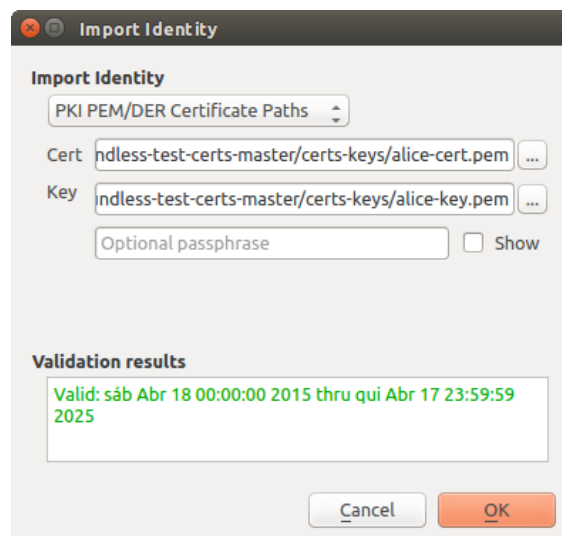 Import Identity
Import Identity
PKI PEM/DER Certificate Paths
Cert ndless-test-certs-master/certs-keys/alice-cert.pem ...
Key indless-test-certs-master/certs-keys/alice-key.pem ...
Optional passphrase Show
Validation results
Valid: sáb Abr 18 00:00:00 2015 thru qui Abr 17 23:59:59
2025
Cancel OK